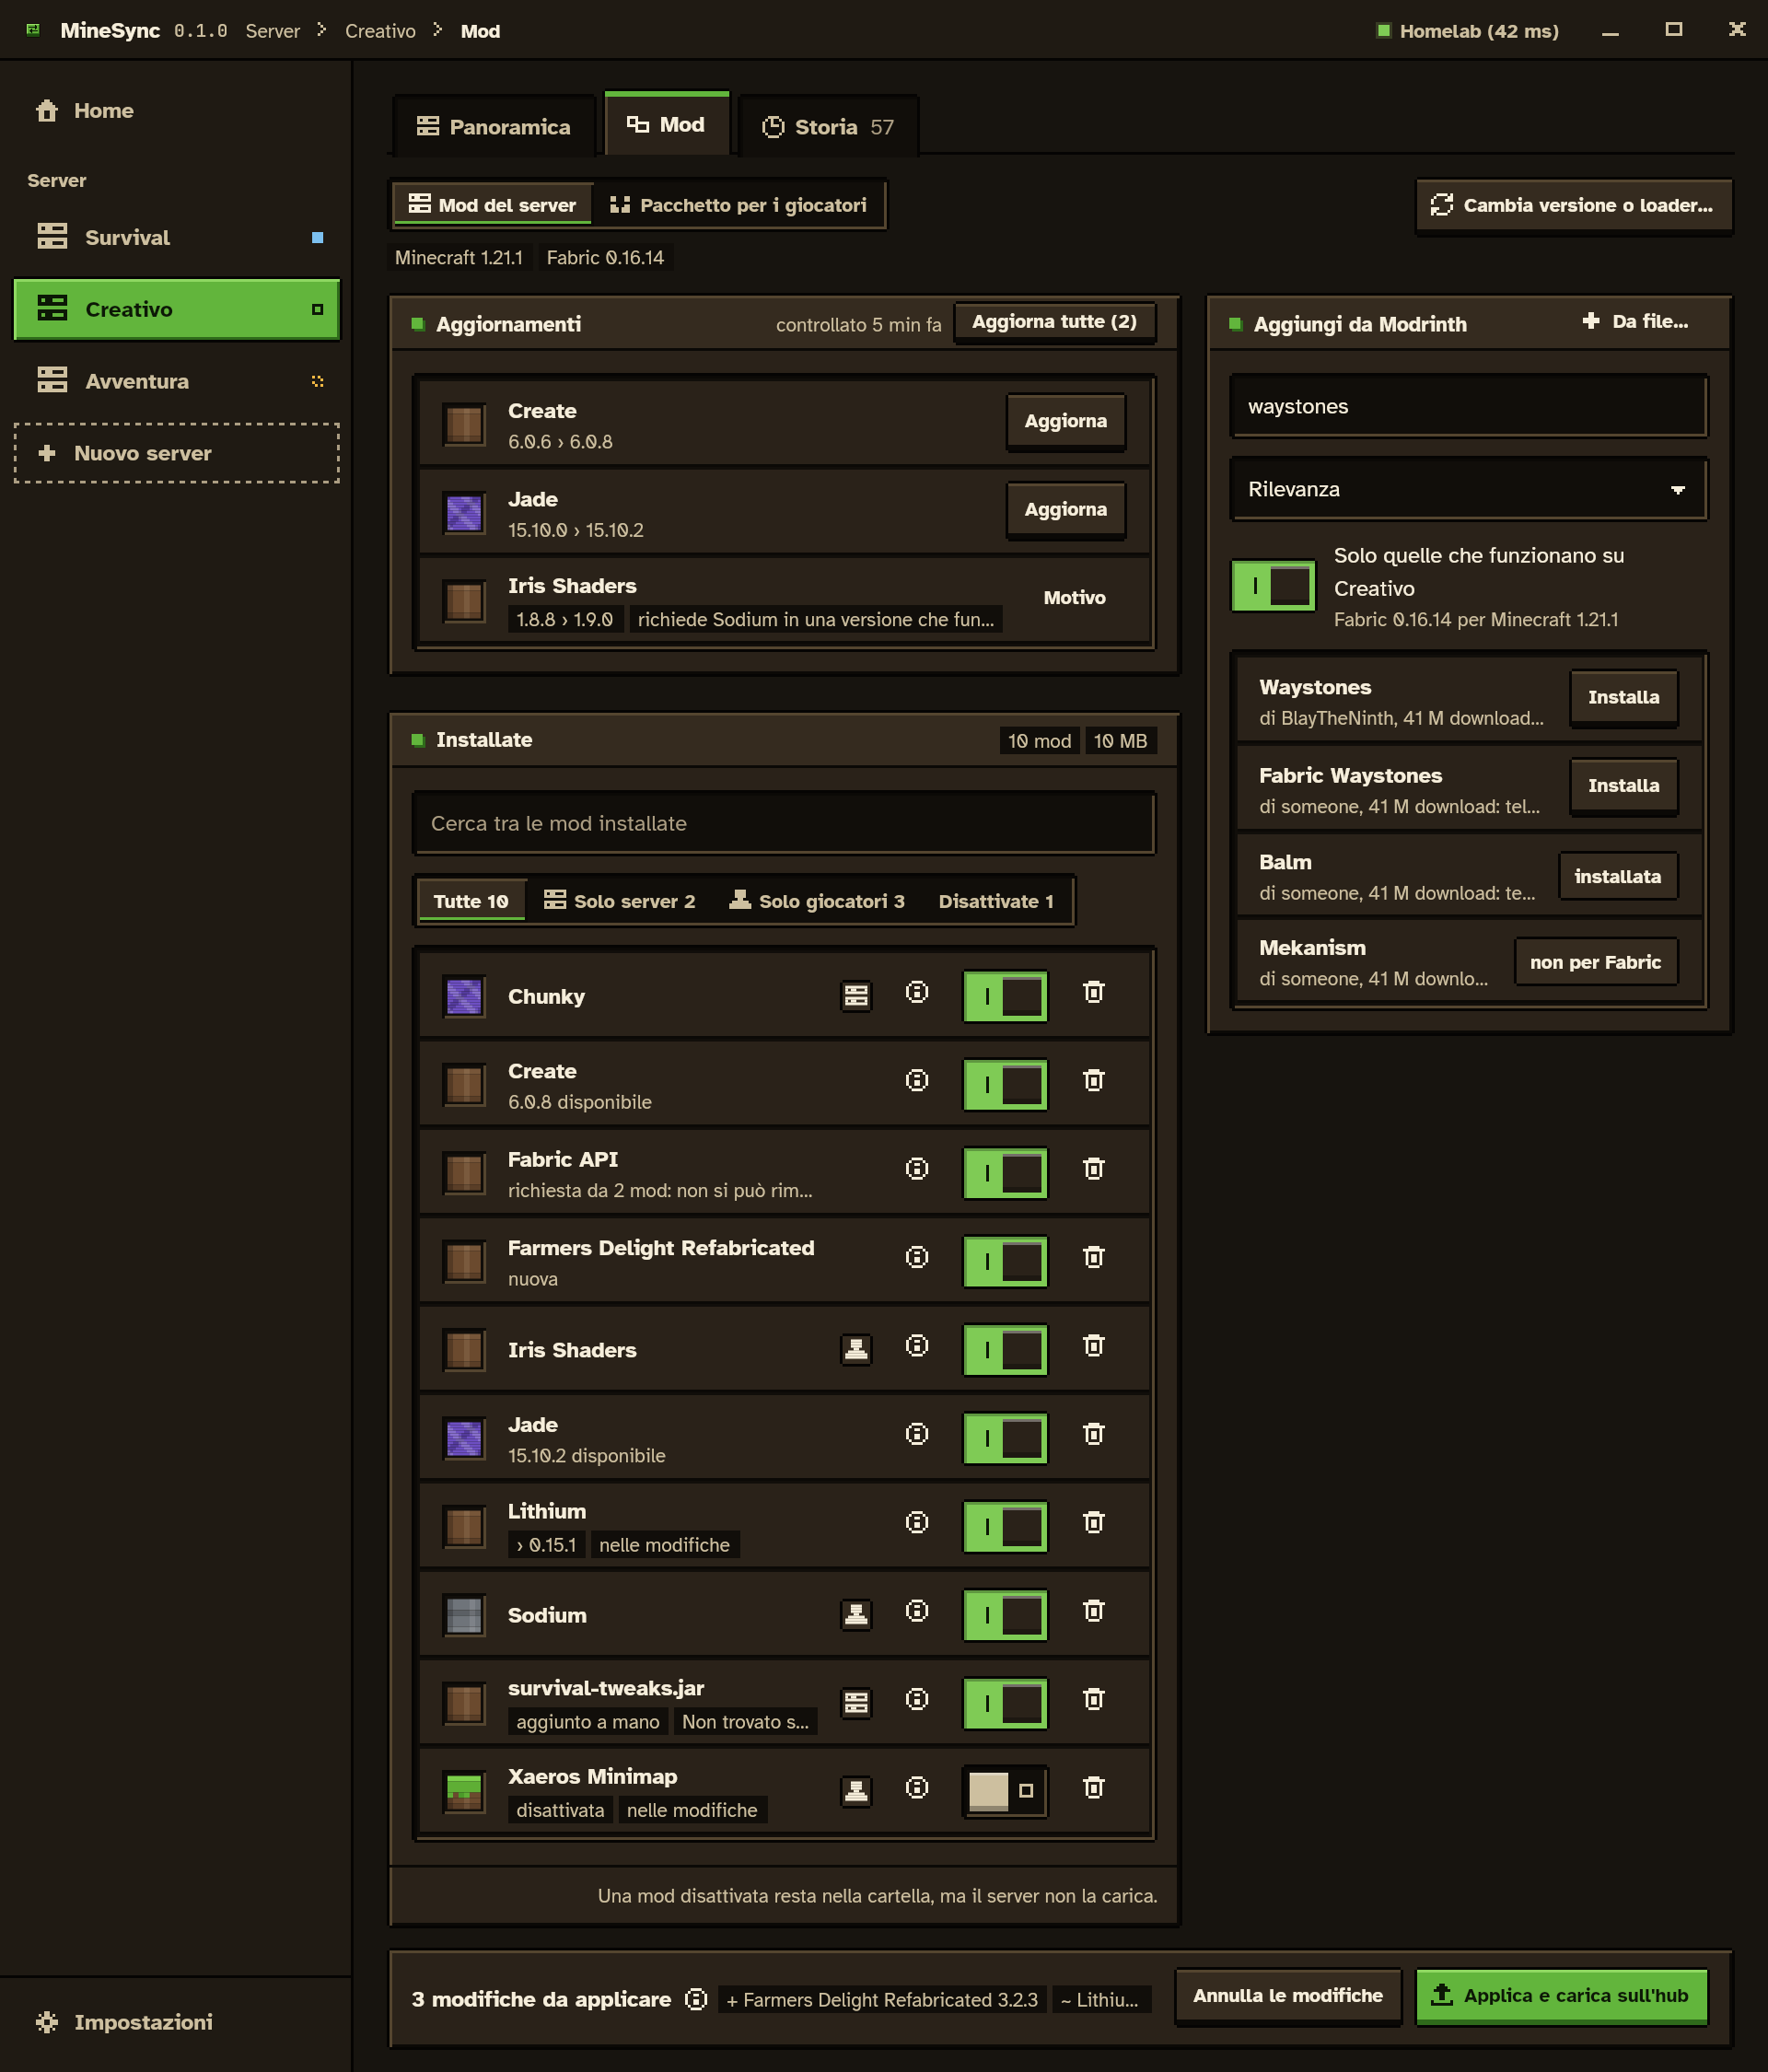 MineSync 0.1.0 Server Creativo Mod
Homelab (42 ms)
Home
Server
Survival
Creativo
Avventura
Nuovo server
Impostazioni
Panoramica
Mod
Storia 57
Mod del server
Pacchetto per i giocatori
Cambia versione o loader...
Minecraft 1.21.1
Fabric 0.16.14
Aggiornamenti
controllato 5 min fa
Aggiorna tutte (2)
Create
6.0.6 › 6.0.8
Aggiorna
Jade
15.10.0 › 15.10.2
Aggiorna
Iris Shaders
1.8.8 › 1.9.0
richiede Sodium in una versione che fun...
Motivo
Installate
10 mod
10 MB
Cerca tra le mod installate
Tutte 10
Solo server 2
Solo giocatori 3
Disattivate 1
Chunky
Create
6.0.8 disponibile
Fabric API
richiesta da 2 mod: non si può rim...
Farmers Delight Refabricated
nuova
Iris Shaders
Jade
15.10.2 disponibile
Lithium
› 0.15.1
nelle modifiche
Sodium
survival-tweaks.jar
aggiunto a mano
Non trovato s...
Xaeros Minimap
disattivata
nelle modifiche
Una mod disattivata resta nella cartella, ma il server non la carica.
Aggiungi da Modrinth
Da file...
waystones
Rilevanza
Solo quelle che funzionano su
Creativo
Fabric 0.16.14 per Minecraft 1.21.1
Waystones
di BlayTheNinth, 41 M download...
Installa
Fabric Waystones
di someone, 41 M download: tel...
Installa
Balm
di someone, 41 M download: te...
installata
Mekanism
di someone, 41 M downlo...
non per Fabric
3 modifiche da applicare
+ Farmers Delight Refabricated 3.2.3
~ Lithiu...
Annulla le modifiche
Applica e carica sull'hub